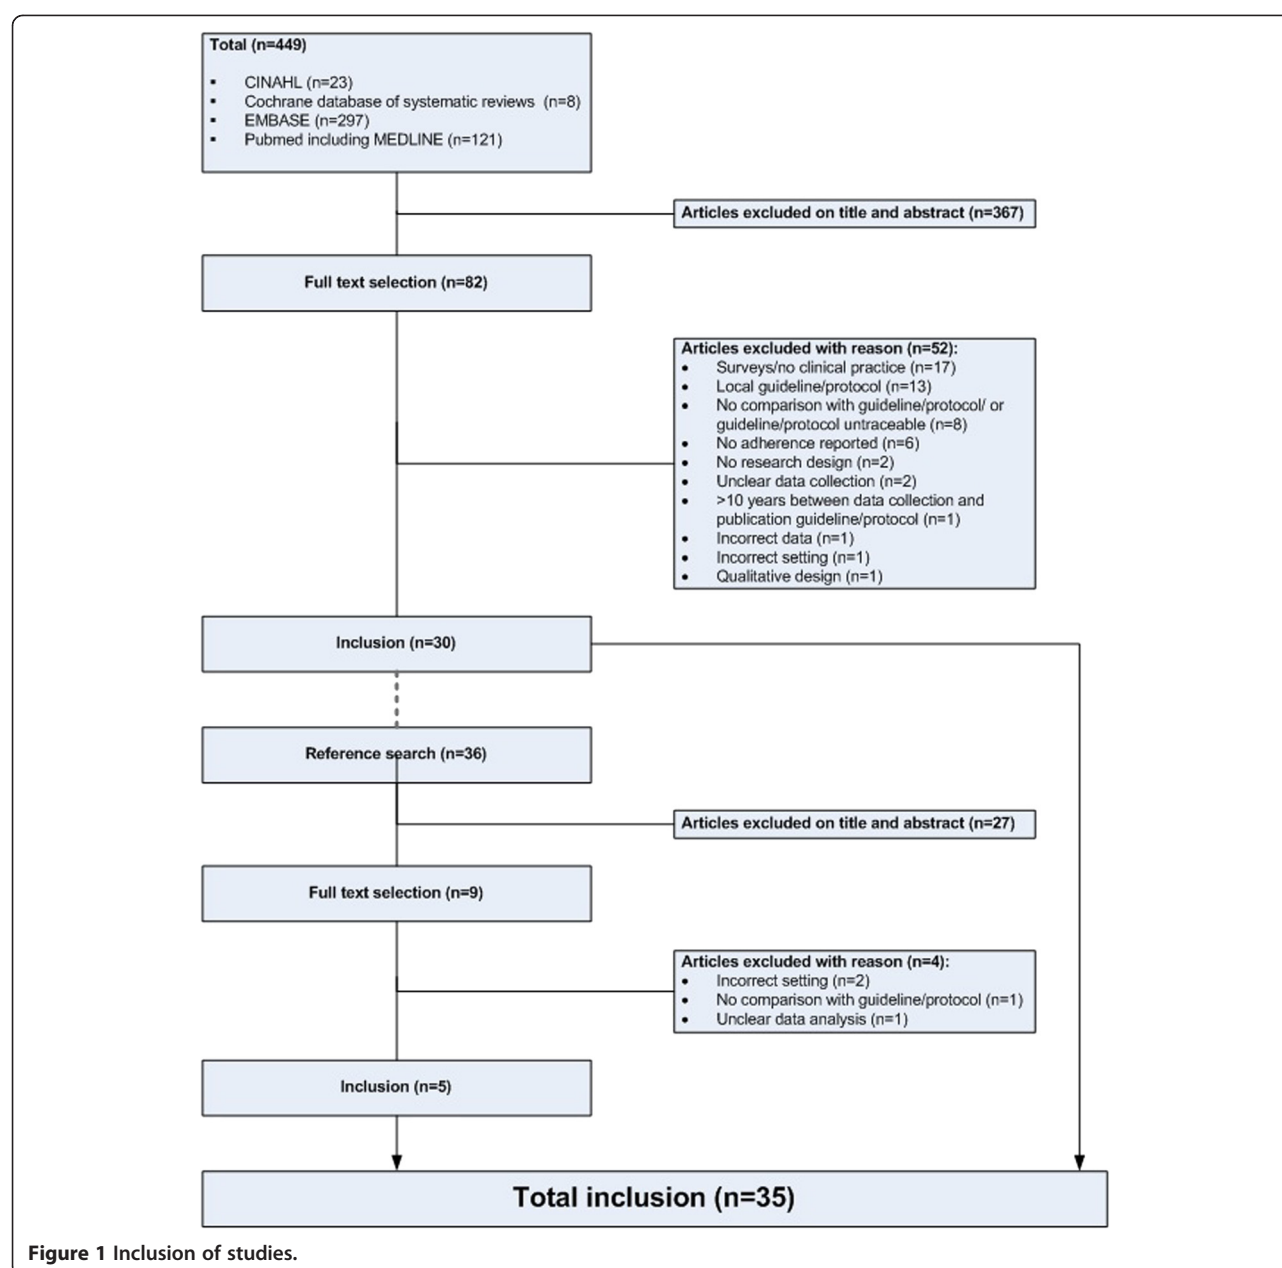 Total (n=449)
▪ CINAHL (n=23)
▪ Cochrane database of systematic reviews (n=8)
▪ EMBASE (n=297)
▪ Pubmed including MEDLINE (n=121)
Articles excluded on title and abstract (n=367)
Full text selection (n=82)
Articles excluded with reason (n=52):
• Surveys/no clinical practice (n=17)
• Local guideline/protocol (n=13)
• No comparison with guideline/protocol/ or
guideline/protocol untraceable (n=8)
• No adherence reported (n=6)
• No research design (n=2)
• Unclear data collection (n=2)
• >10 years between data collection and
publication guideline/protocol (n=1)
• Incorrect data (n=1)
• Incorrect setting (n=1)
• Qualitative design (n=1)
Inclusion (n=30)
Reference search (n=36)
Articles excluded on title and abstract (n=27)
Full text selection (n=9)
Articles excluded with reason (n=4):
• Incorrect setting (n=2)
• No comparison with guideline/protocol (n=1)
• Unclear data analysis (n=1)
Inclusion (n=5)
Total inclusion (n=35)
Figure 1 Inclusion of studies.